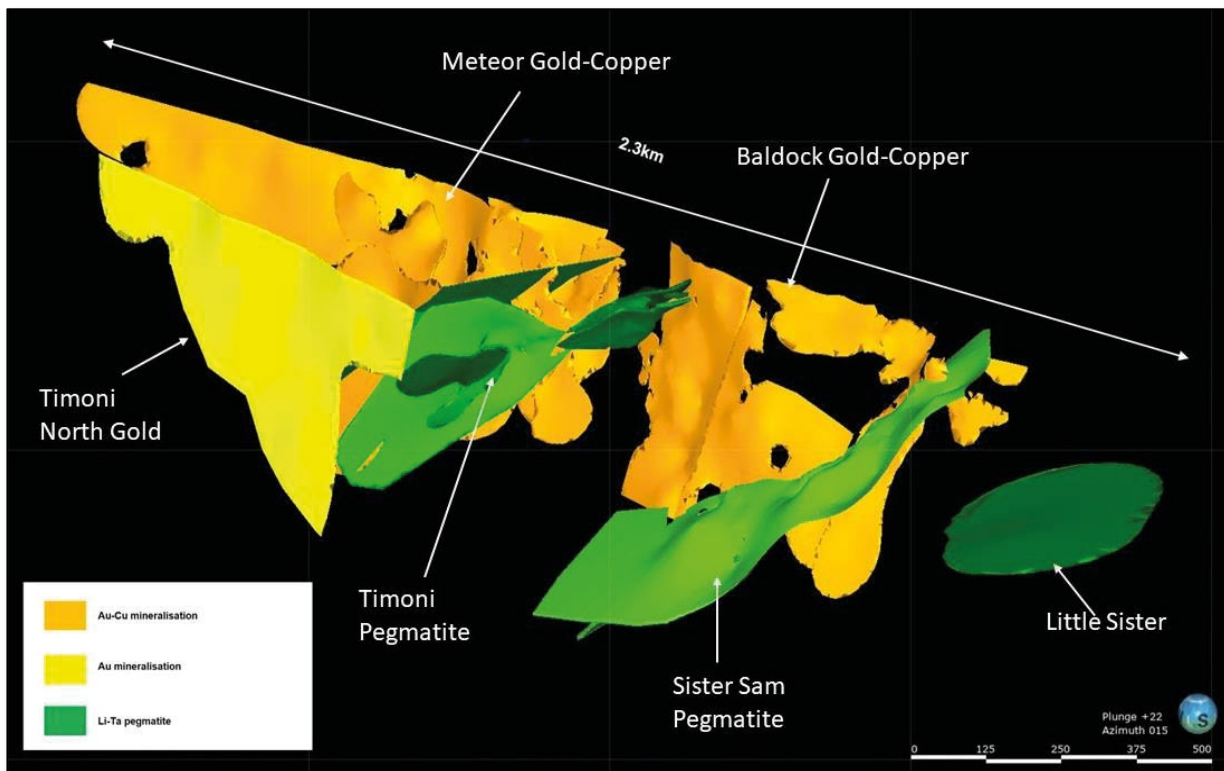 Meteor Gold-Copper
2.3km
Baldock Gold-Copper
Timoni
North Gold
Timoni
Pegmatite
Sister Sam
Pegmatite
Little Sister
Au-Cu mineralisation
Au mineralisation
Li-Ta pegmatite
Plunge +22
Azimuth 015
S
0 125 250 375 500